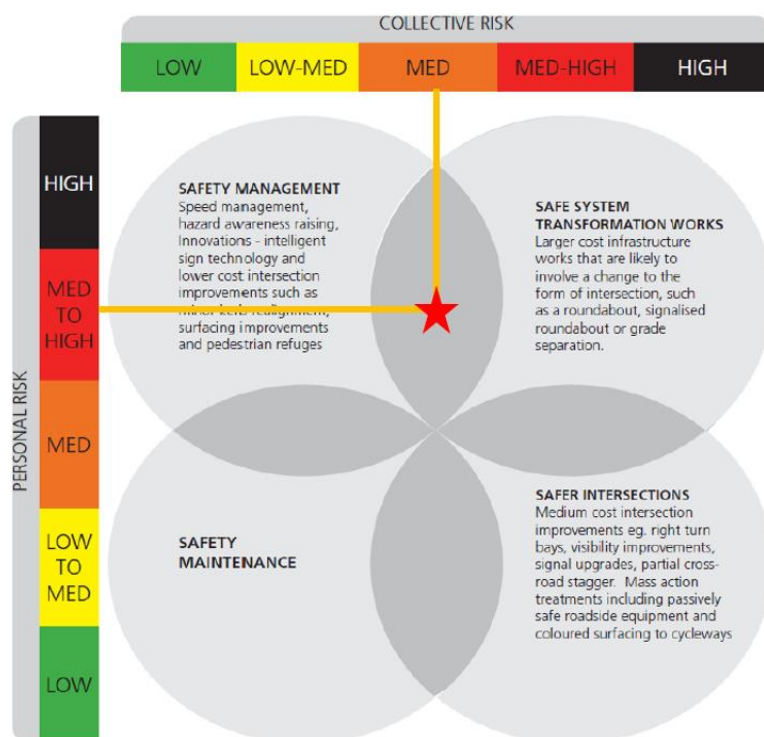 COLLECTIVE RISK
LOW
LOW-MED
MED
MED-HIGH
HIGH
PERSONAL RISK
HIGH
MED
TO
HIGH
MED
LOW
TO
MED
LOW
SAFETY MANAGEMENT
Speed management,
hazard awareness raising,
Innovations - intelligent
sign technology and
lower cost intersection
improvements such as
realignment,
surfacing improvements
and pedestrian refuges
SAFE SYSTEM
TRANSFORMATION WORKS
Larger cost infrastructure
works that are likely to
involve a change to the
form of intersection, such
as a roundabout, signalised
roundabout or grade
separation.
SAFETY
MAINTENANCE
SAFER INTERSECTIONS
Medium cost intersection
improvements eg. right turn
bays, visibility improvements,
signal upgrades, partial cross-
road stagger. Mass action
treatments including passively
safe roadside equipment and
coloured surfacing to cycleways